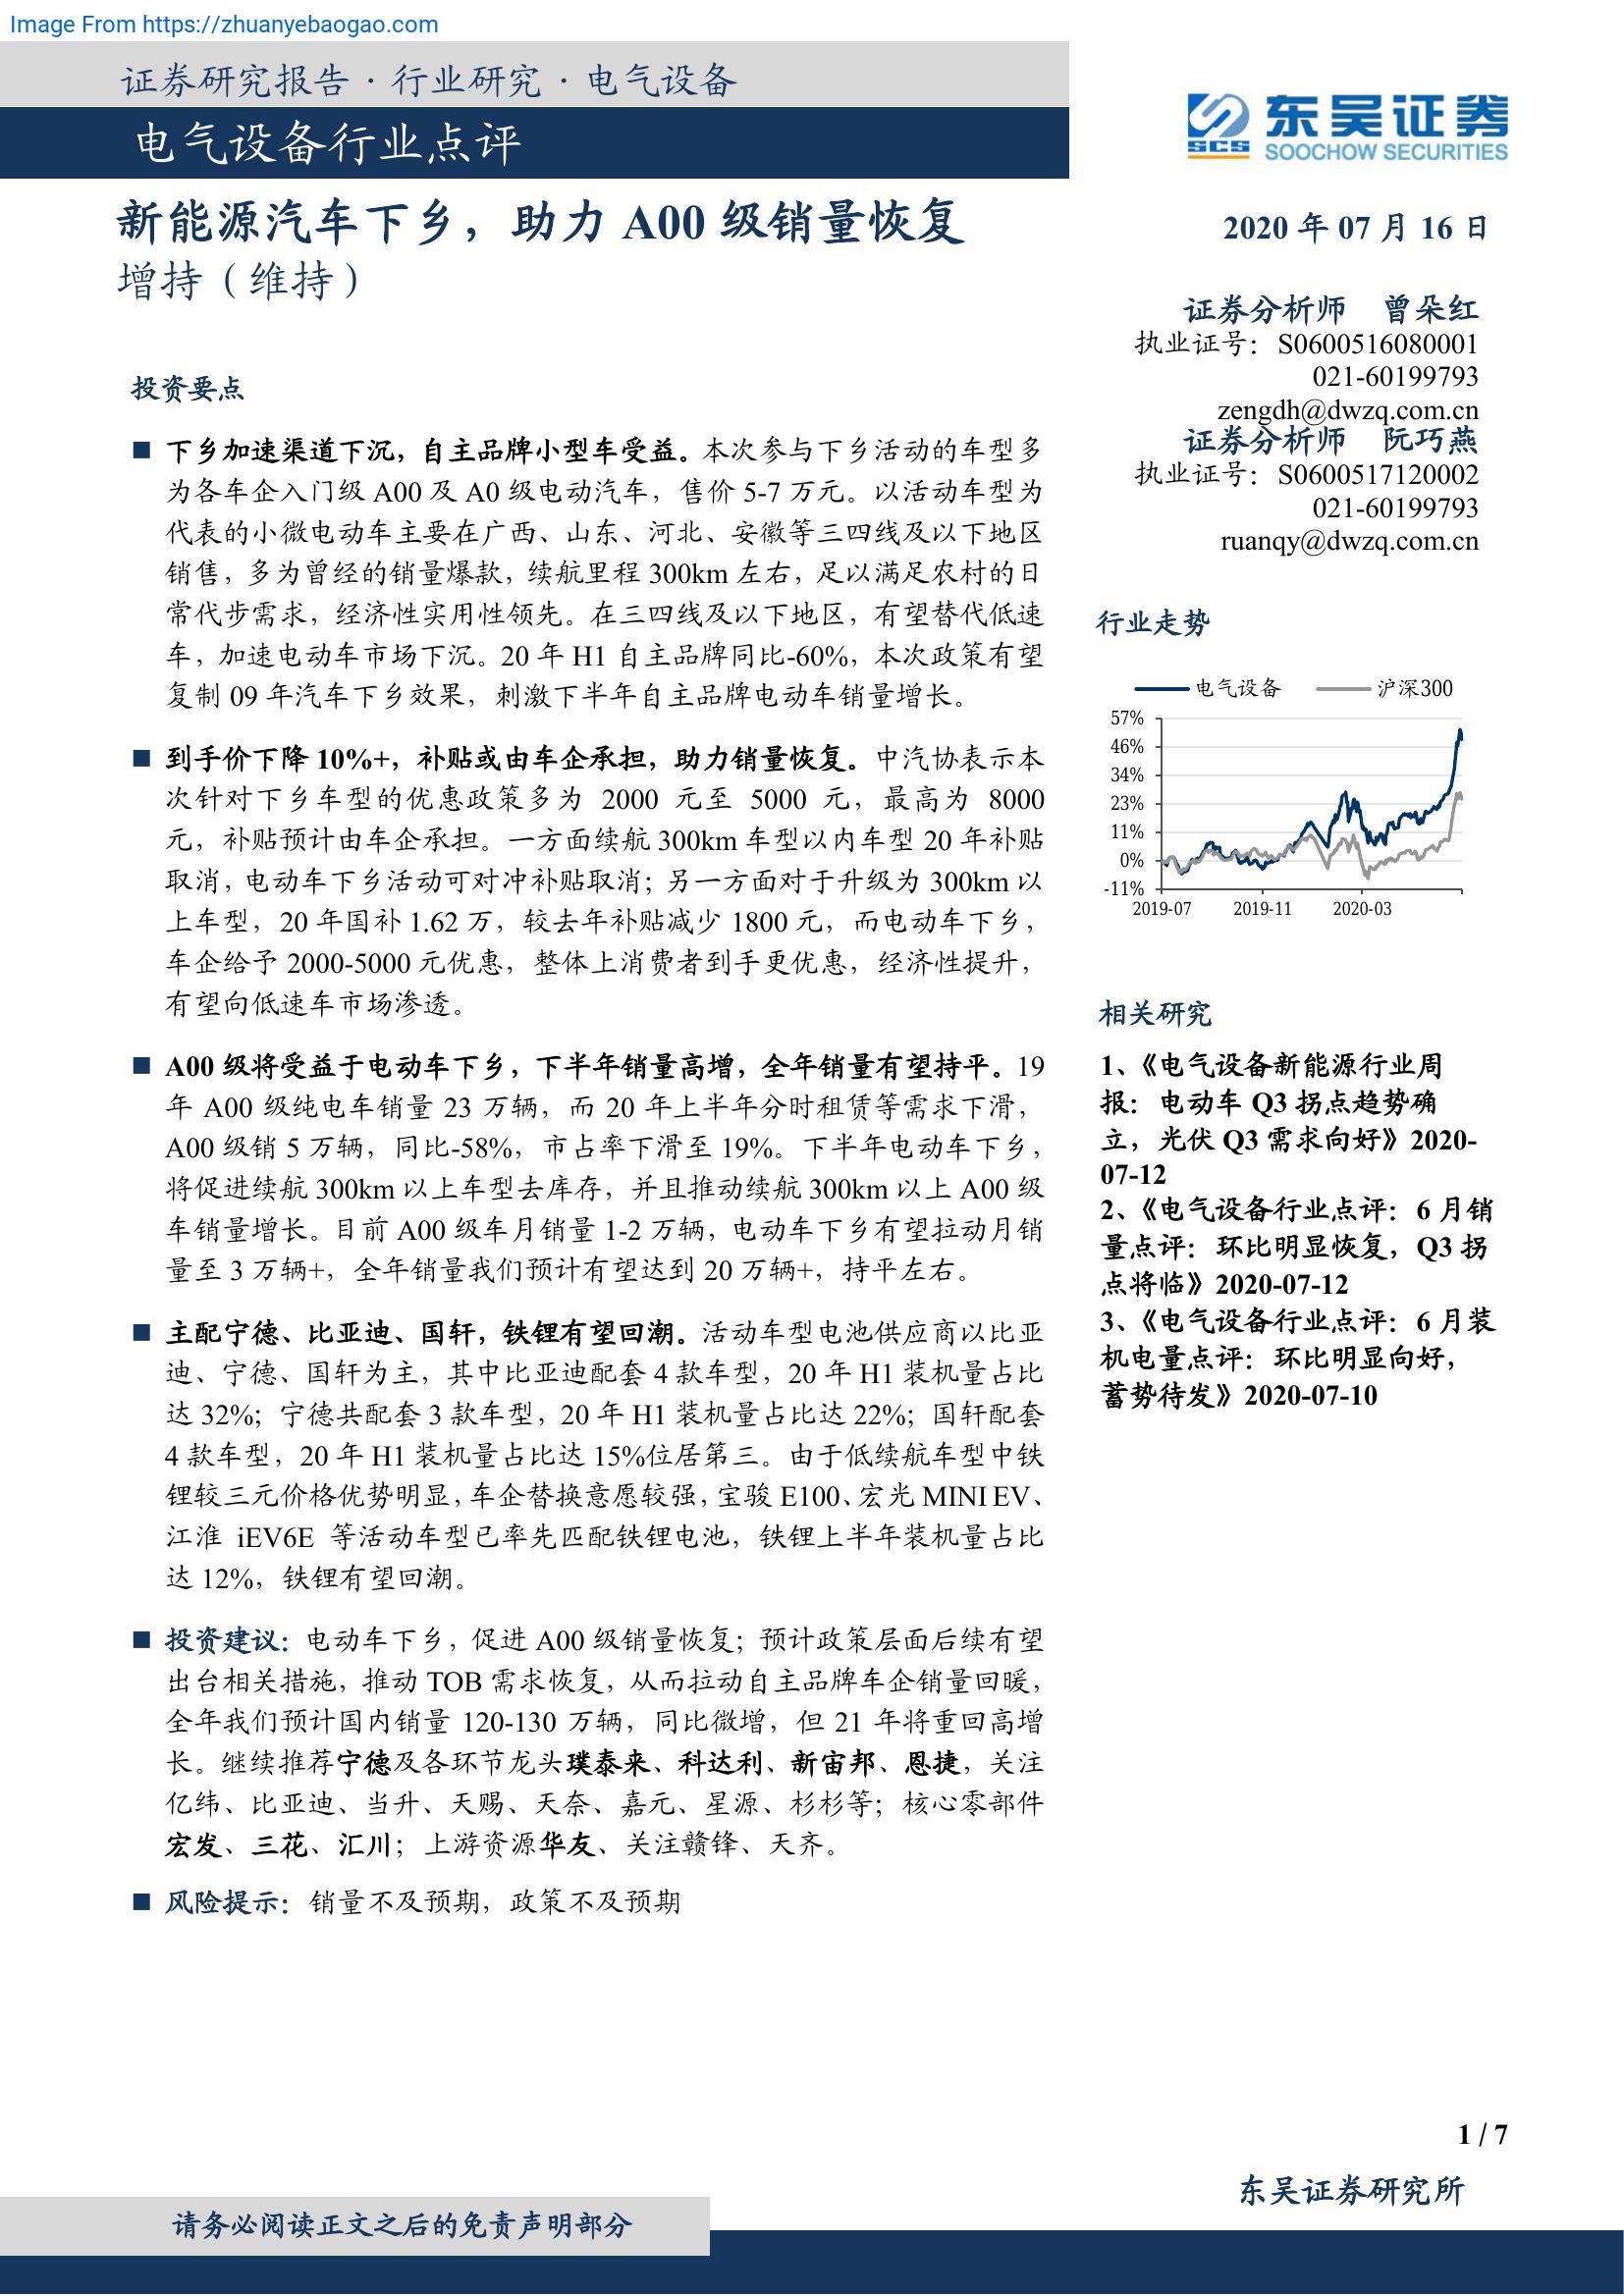 Image From https://zhuanyebaogao.com
证券研究报告·行业研究·电气设备
电气设备行业点评
新能源汽车下乡，助力 A00 级销量恢复
增持（维持）
投资要点
■ 下乡加速渠道下沉，自主品牌小型车受益。本次参与下乡活动的车型多
为各车企入门级 A00 及 A0 级电动汽车，售价 5-7 万元。以活动车型为
代表的小微电动车主要在广西、山东、河北、安徽等三四线及以下地区
销售，多为曾经的销量爆款，续航里程 300km 左右，足以满足农村的日
常代步需求，经济性实用性领先。在三四线及以下地区，有望替代低速
车，加速电动车市场下沉。20 年 H1 自主品牌同比-60%，本次政策有望
复制 09 年汽车下乡效果，刺激下半年自主品牌电动车销量增长。
■ 到手价下降 10%+，补贴或由车企承担，助力销量恢复。中汽协表示本
次针对下乡车型的优惠政策多为 2000 元至 5000 元，最高为 8000
元，补贴预计由车企承担。一方面续航 300km 车型以内车型 20 年补贴
取消，电动车下乡活动可对冲补贴取消；另一方面对于升级为 300km 以
上车型，20 年国补 1.62 万，较去年补贴减少 1800 元，而电动车下乡，
车企给予 2000-5000 元优惠，整体上消费者到手更优惠，经济性提升，
有望向低速车市场渗透。
■ A00 级将受益于电动车下乡，下半年销量高增，全年销量有望持平。19
年 A00 级纯电车销量 23 万辆，而 20 年上半年分时租赁等需求下滑，
A00 级销 5 万辆，同比-58%，市占率下滑至 19%。下半年电动车下乡，
将促进续航 300km 以上车型去库存，并且推动续航 300km 以上 A00 级
车销量增长。目前 A00 级车月销量 1-2 万辆，电动车下乡有望拉动月销
量至 3 万辆+，全年销量我们预计有望达到 20 万辆+，持平左右。
■ 主配宁德、比亚迪、国轩，铁锂有望回潮。活动车型电池供应商以比亚
迪、宁德、国轩为主，其中比亚迪配套 4 款车型，20 年 H1 装机量占比
达 32%；宁德共配套 3 款车型，20 年 H1 装机量占比达 22%；国轩配套
4 款车型，20 年 H1 装机量占比达 15%位居第三。由于低续航车型中铁
锂较三元价格优势明显，车企替换意愿较强，宝骏 E100、宏光 MINI EV、
江淮 iEV6E 等活动车型已率先匹配铁锂电池，铁锂上半年装机量占比
达 12%，铁锂有望回潮。
■ 投资建议：电动车下乡，促进 A00 级销量恢复；预计政策层面后续有望
出台相关措施，推动 TOB 需求恢复，从而拉动自主品牌车企销量回暖，
全年我们预计国内销量 120-130 万辆，同比微增，但 21 年将重回高增
长。继续推荐宁德及各环节龙头璞泰来、科达利、新宙邦、恩捷，关注
亿纬、比亚迪、当升、天赐、天奈、嘉元、星源、杉杉等；核心零部件
宏发、三花、汇川；上游资源华友、关注赣锋、天齐。
■ 风险提示：销量不及预期，政策不及预期
SCS 东吴证券
SOOCHOW SECURITIES
2020 年 07 月 16 日
证券分析师 曾朵红
执业证号：S0600516080001
021-60199793
zengdh@dwzq.com.cn
证券分析师 阮巧燕
执业证号：S0600517120002
021-60199793
ruanqy@dwzq.com.cn
行业走势
电气设备 沪深300
57%
46%
34%
23%
11%
0%
-11%
2019-07 2019-11 2020-03
相关研究
1、《电气设备新能源行业周
报：电动车 Q3 拐点趋势确
立，光伏 Q3 需求向好》2020-
07-12
2、《电气设备行业点评：6 月销
量点评：环比明显恢复，Q3 拐
点将临》2020-07-12
3、《电气设备行业点评：6 月装
机电量点评：环比明显向好，
蓄势待发》2020-07-10
1 / 7
东吴证券研究所
请务必阅读正文之后的免责声明部分